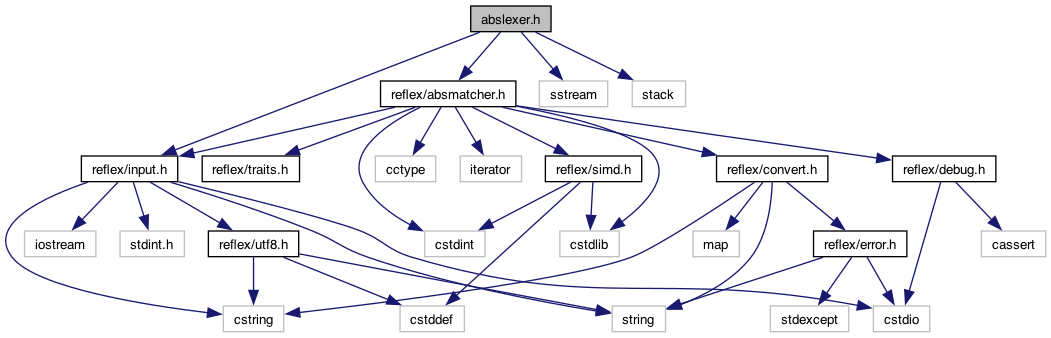 abslexer.h
reflex/absmatcher.h
sstream
stack
reflex/input.h
reflex/traits.h
cctype
iterator
reflex/simd.h
reflex/convert.h
reflex/debug.h
iostream
stdint.h
reflex/utf8.h
cstdint
cstdlib
map
reflex/error.h
cassert
cstring
cstddef
string
stdexcept
cstdio